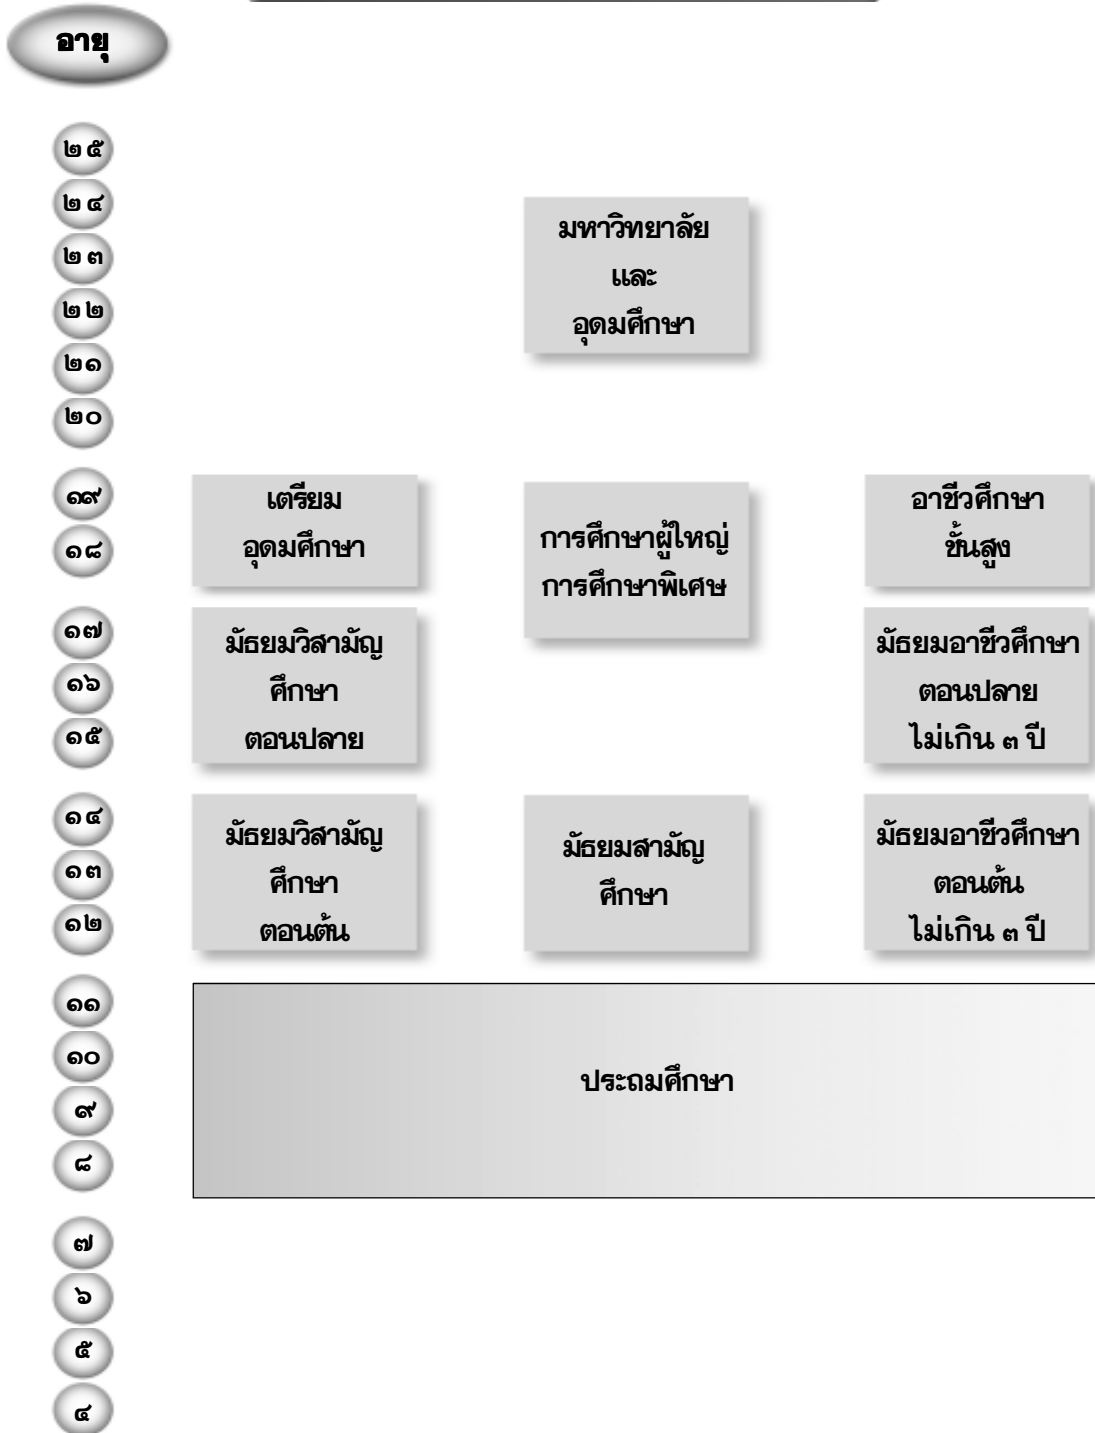 อายุ
๒๕
๒๔
๒๓
๒๒
๒๑
๒๐
มหาวิทยาลัย
และ
อุดมศึกษา
๑๙
๑๘
เตรียม
อุดมศึกษา
การศึกษาผู้ใหญ่
การศึกษาพิเศษ
อาชีวศึกษา
ชั้นสูง
๑๗
๑๖
๑๕
มัธยมวิสามัญ
ศึกษา
ตอนปลาย
มัธยมอาชีวศึกษา
ตอนปลาย
ไม่เกิน ๓ ปี
๑๔
๑๓
๑๒
มัธยมวิสามัญ
ศึกษา
ตอนต้น
มัธยมสามัญ
ศึกษา
มัธยมอาชีวศึกษา
ตอนต้น
ไม่เกิน ๓ ปี
๑๑
๑๐
๙
๘
ประถมศึกษา
๗
๖
๕
๔